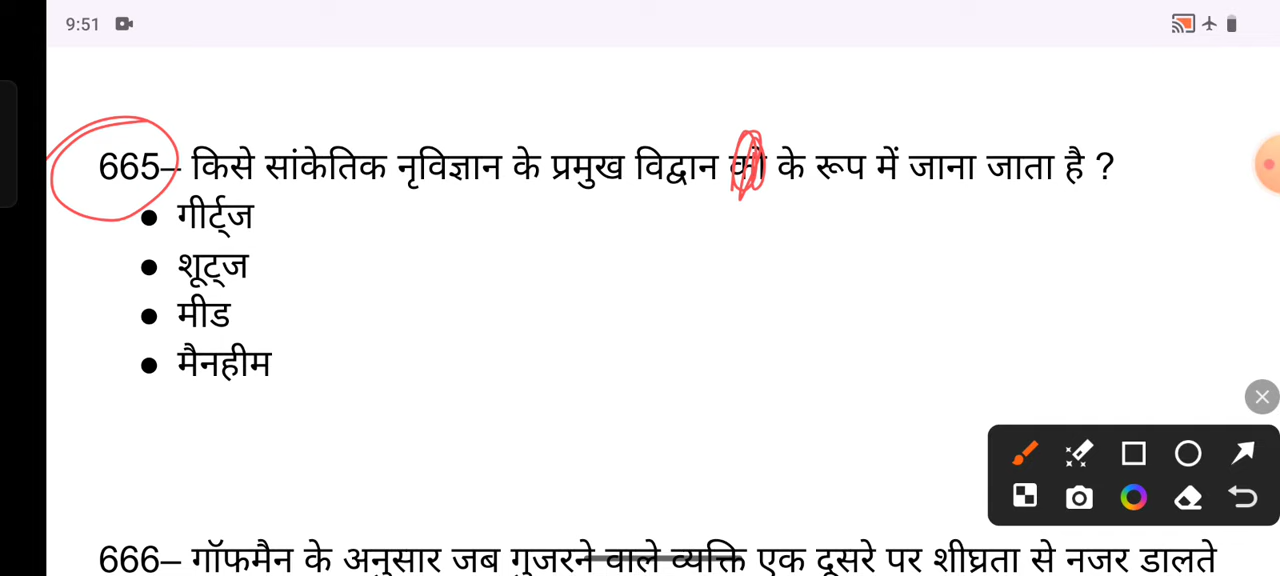 9:51
665– किसे सांकेतिक नृविज्ञान के प्रमुख विद्वान के रूप में जाना जाता है ?
● गीर्ट्ज
● शूट्ज
● मीड
● मैनहीम
666– गॉफमैन के अनुसार जब गुजरने वाले व्यक्ति एक दूसरे पर शीघ्रता से नजर डालते